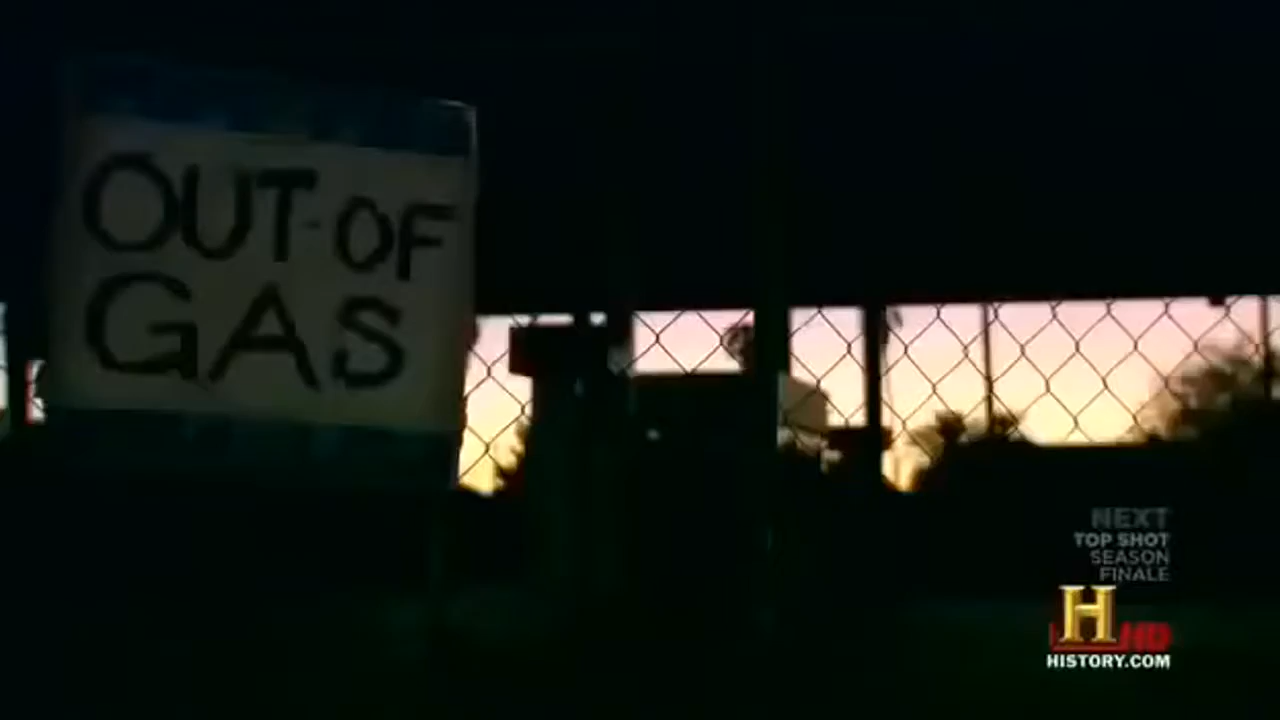 OUT-OF
GAS
NEXT
TOP SHOT
SEASON
FINALE
H
HD
HISTORY.COM